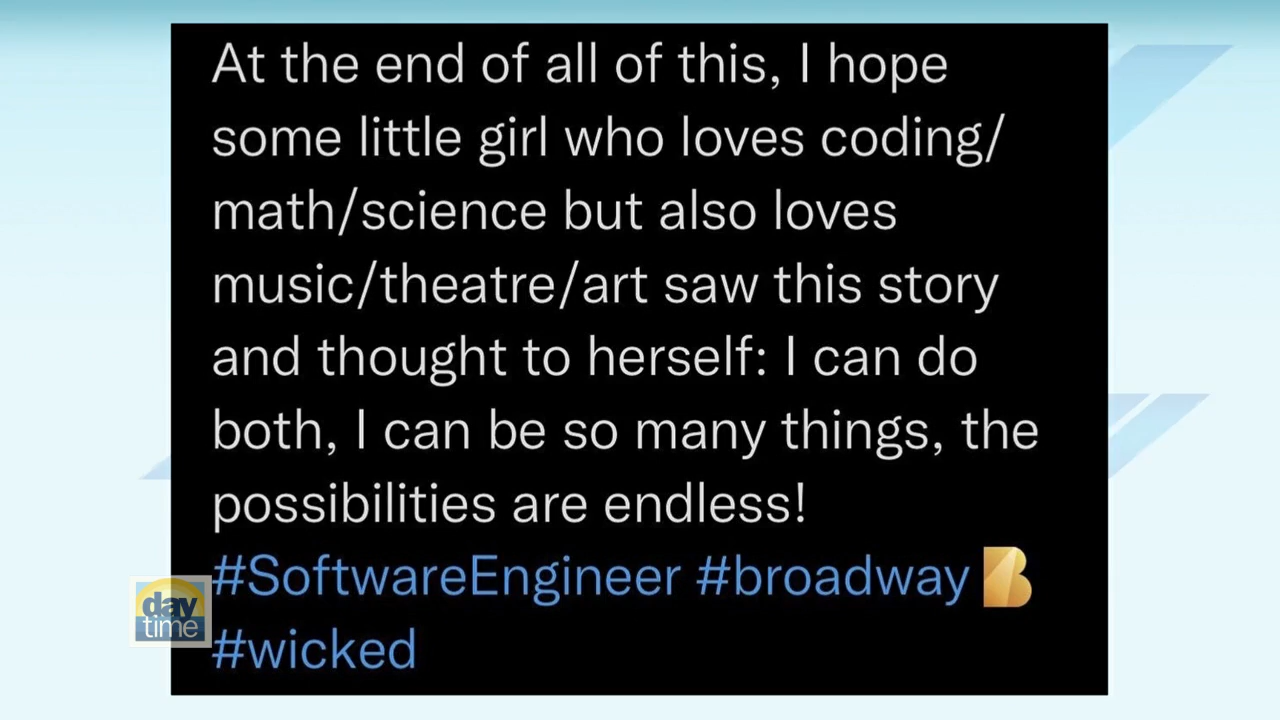 At the end of all of this, I hope
some little girl who loves coding/
math/science but also loves
music/theatre/art saw this story
and thought to herself: I can do
both, I can be so many things, the
possibilities are endless!
#SoftwareEngineer #broadway
#wicked
day
time